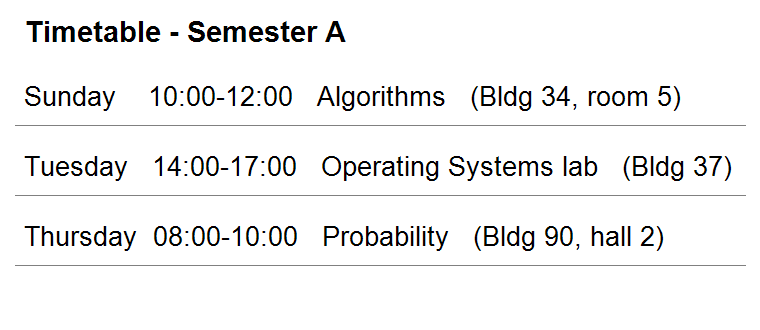 Timetable - Semester A
Sunday 10:00-12:00 Algorithms (Bldg 34, room 5)
Tuesday 14:00-17:00 Operating Systems lab (Bldg 37)
Thursday 08:00-10:00 Probability (Bldg 90, hall 2)